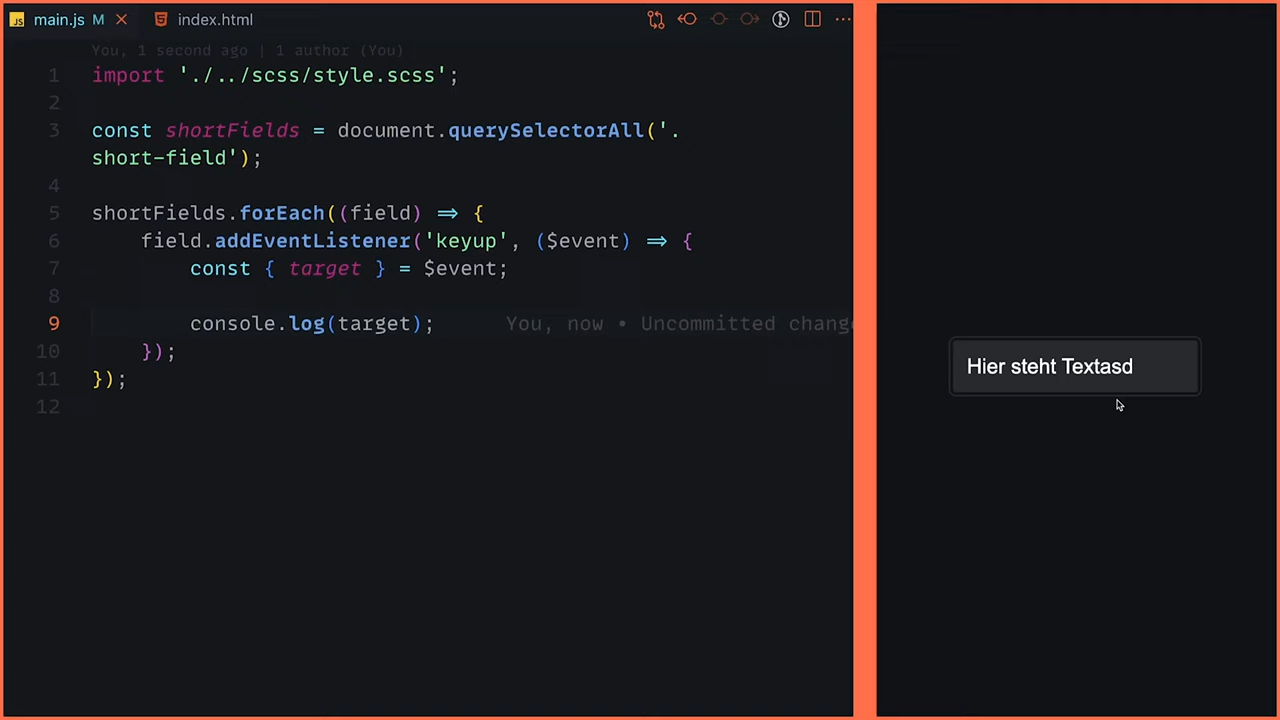 JS main.js M index.html
You, 1 second ago | 1 author (You)
1 import './../scss/style.scss';
2
3 const shortFields = document.querySelectorAll('.
short-field');
4
5 shortFields.forEach((field) => {
6 field.addEventListener('keyup', ($event) => {
7 const { target } = $event;
8
9 console.log(target); You, now • Uncommitted change
10 });
11 });
12
Hier steht Textasd